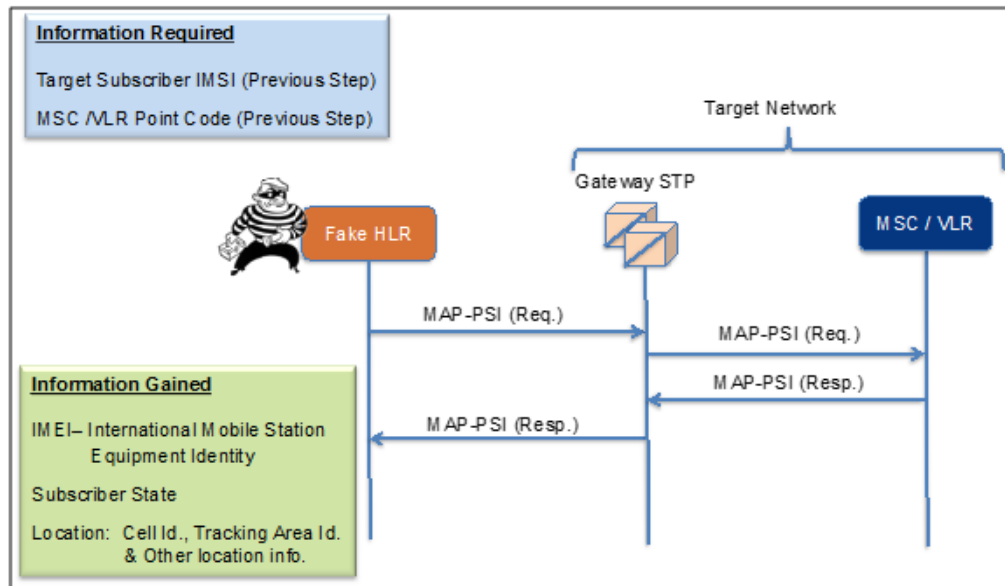 Information Required
Target Subscriber IMSI (Previous Step)
MSC /VLR Point Code (Previous Step)
Target Network
Gateway STP
Fake HLR
MSC / VLR
MAP-PSI (Req.)
MAP-PSI (Req.)
MAP-PSI (Resp.)
MAP-PSI (Resp.)
Information Gained
IMEI– International Mobile Station
Equipment Identity
Subscriber State
Location: Cell Id., Tracking Area Id.
& Other location info.